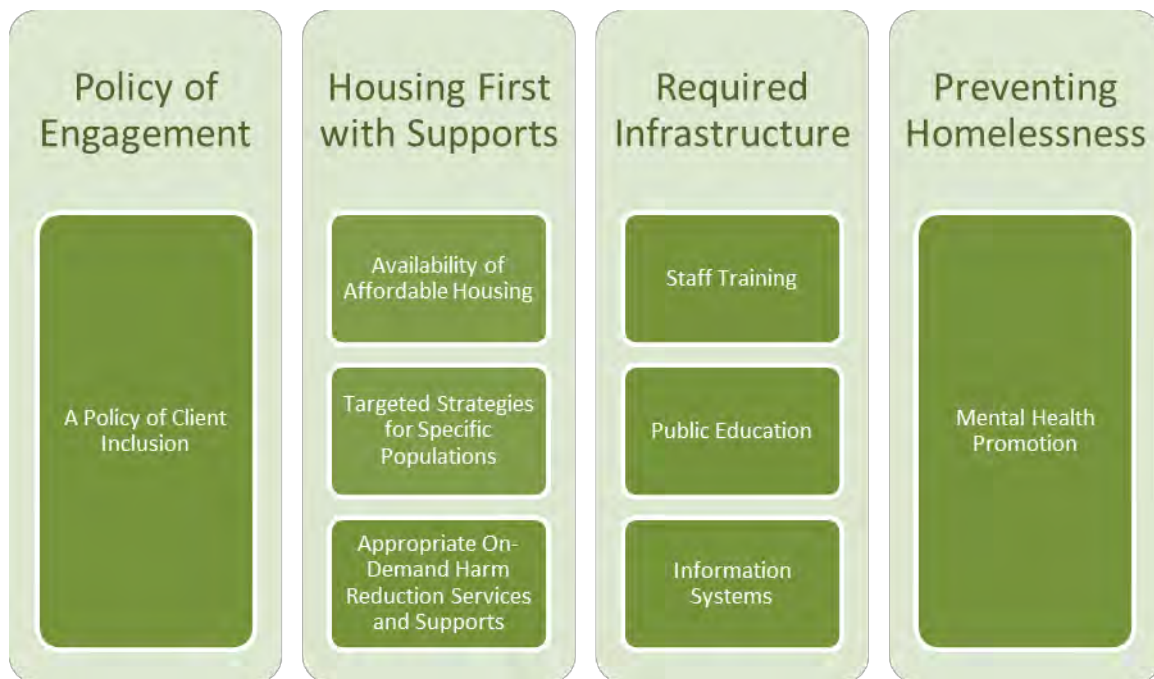 Policy of
Engagement
A Policy of Client
Inclusion
Housing First
with Supports
Availability of
Affordable Housing
Targeted Strategies
for Specific
Populations
Appropriate On-
Demand Harm
Reduction Services
and Supports
Required
Infrastructure
Staff Training
Public Education
Information
Systems
Preventing
Homelessness
Mental Health
Promotion